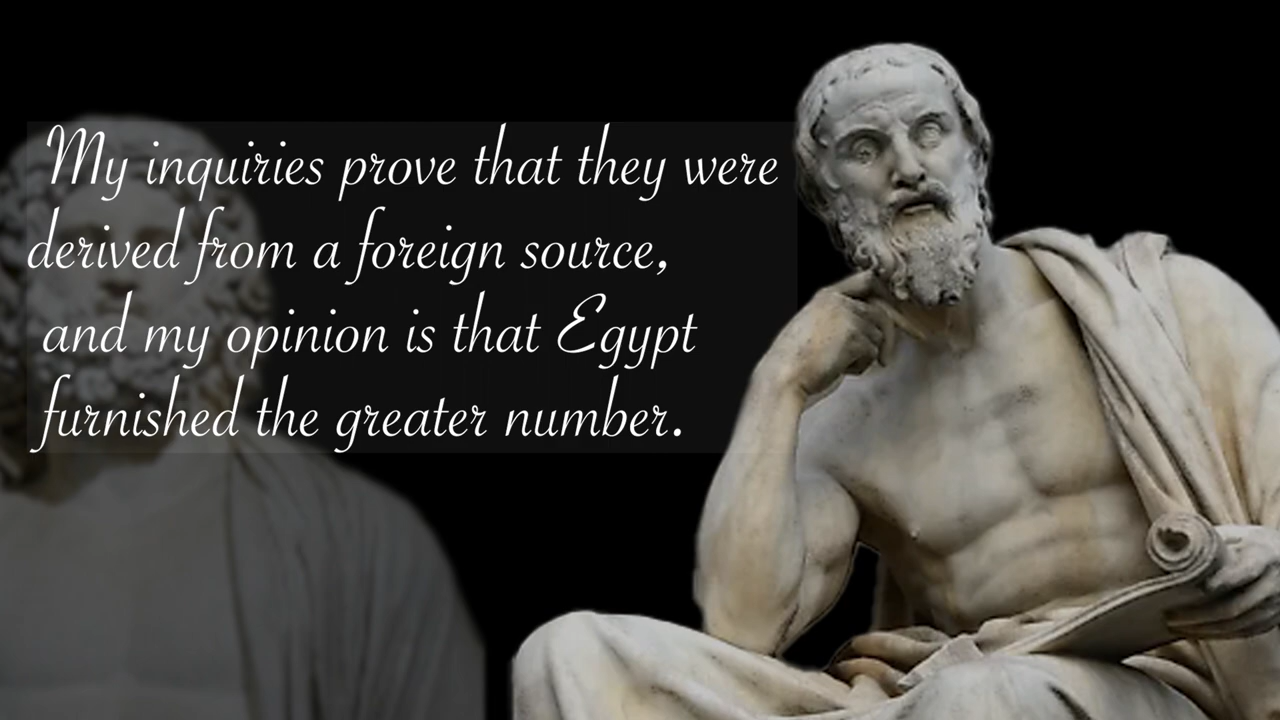 My inquiries prove that they were
derived from a foreign source,
and my opinion is that Egypt
furnished the greater number.